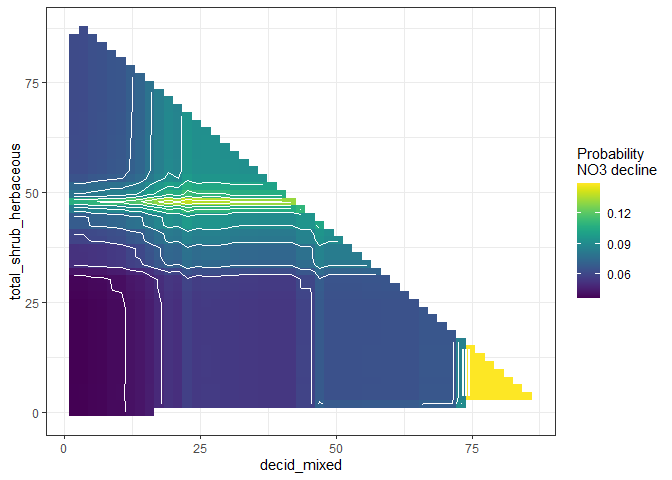 75
50
25
0
total_shrub_herbaceous
0
25
50
75
decid_mixed
Probability
NO3 decline
0.12
0.09
0.06